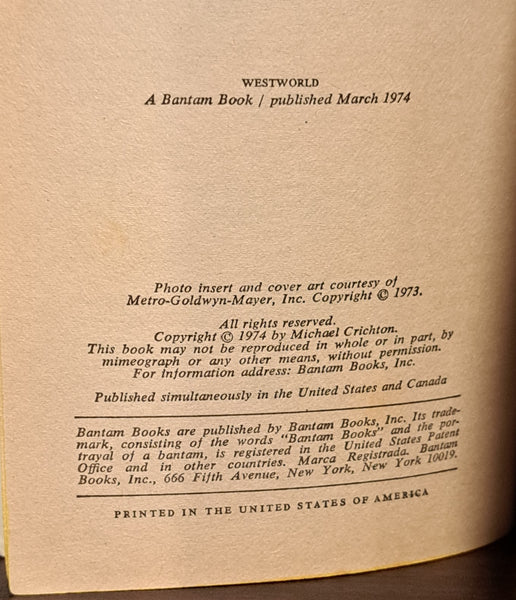 WESTWORLD
A Bantam Book / published March 1974
Photo insert and cover art courtesy of
Metro-Goldwyn-Mayer, Inc. Copyright © 1973.
All rights reserved.
Copyright © 1974 by Michael Crichton.
This book may not be reproduced in whole or in part, by
mimeograph or any other means, without permission.
For information address: Bantam Books, Inc.
Published simultaneously in the United States and Canada
Bantam Books are published by Bantam Books, Inc. Its trade-
mark, consisting of the words "Bantam Books" and the por-
trayal of a bantam, is registered in the United States Patent
Office and in other countries. Marca Registrada. Bantam
Books, Inc., 666 Fifth Avenue, New York, New York 10019.
PRINTED IN THE UNITED STATES OF AMERICA